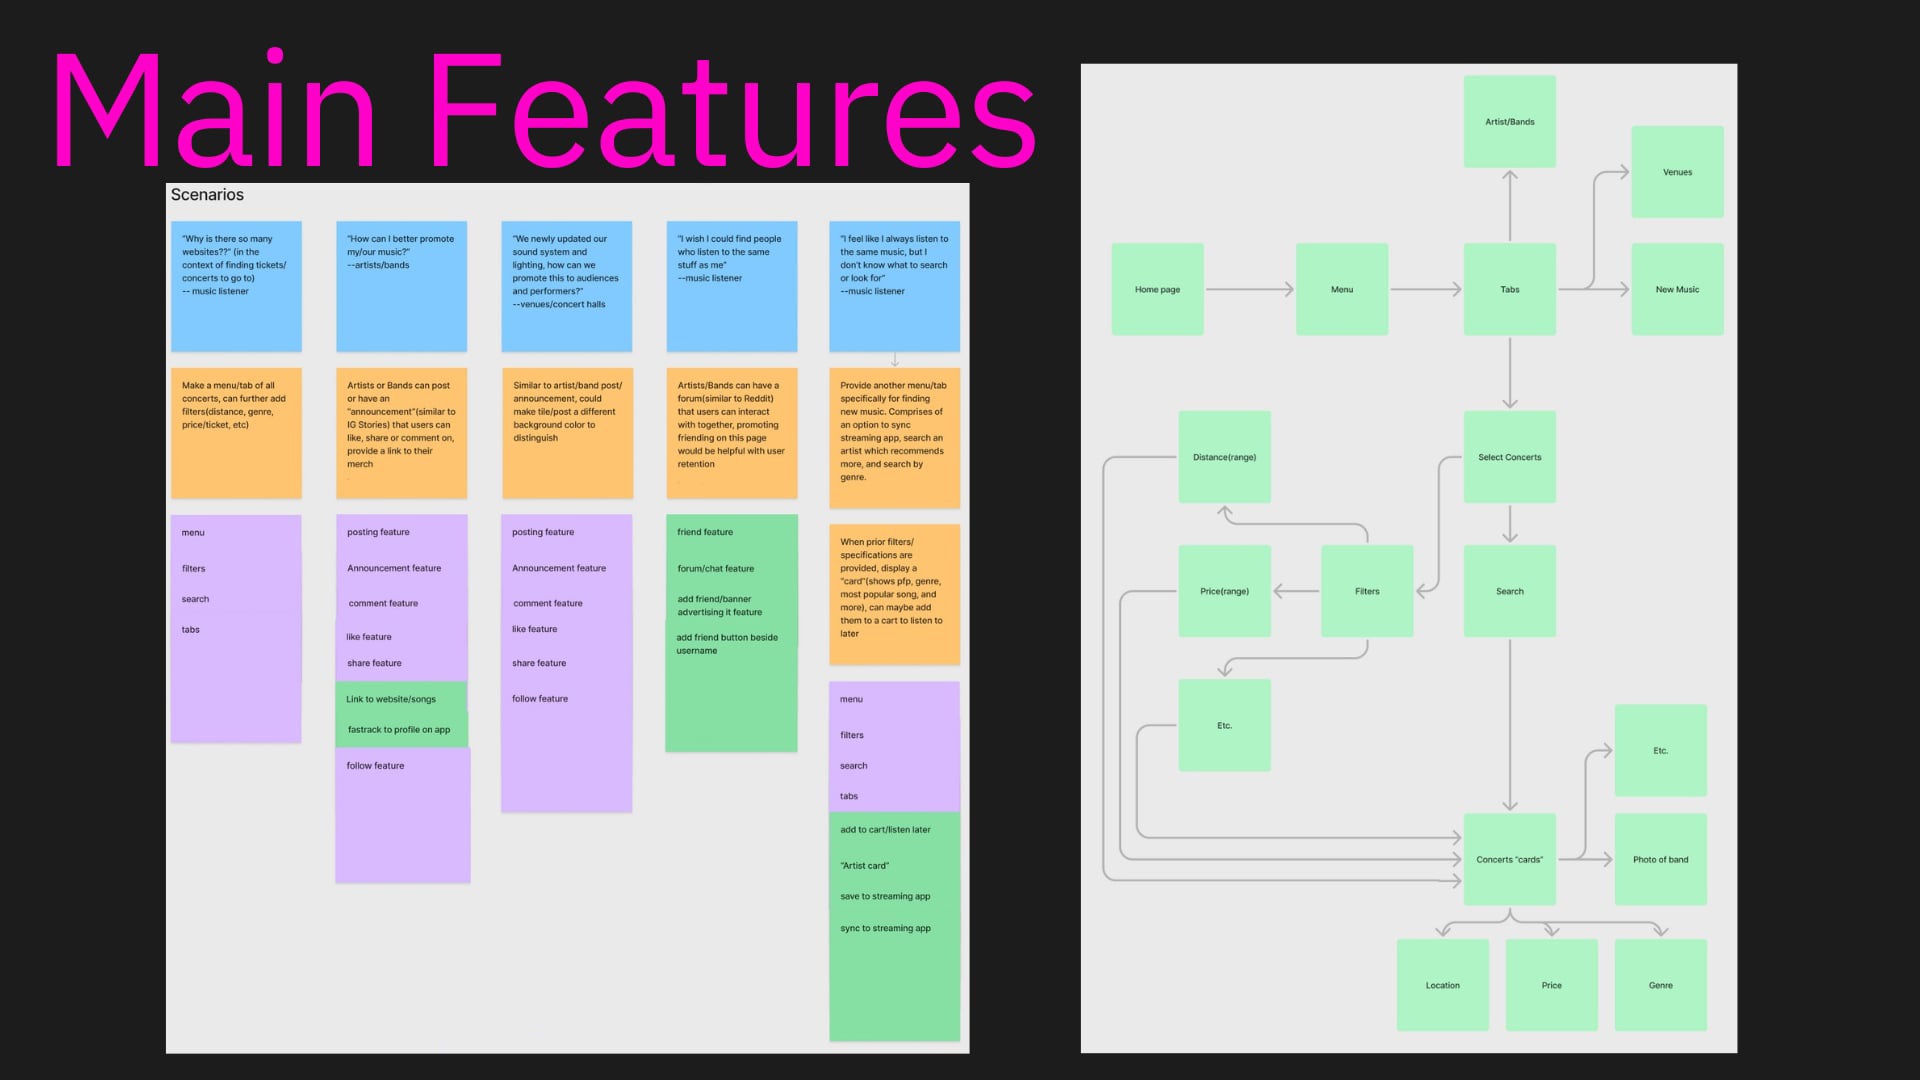 Main Features
Scenarios
"Why is there so many
websites??" (in the
context of finding tickets/
concerts to go to)
-- music listener
"How can I better promote
my/our music?"
--artists/bands
"We newly updated our
sound system and
lighting, how can we
promote this to audiences
and performers?"
--venues/concert halls
"I wish I could find people
who listen to the same
stuff as me"
--music listener
"I feel like I always listen to
the same music, but I
don't know what to search
or look for"
--music listener
Make a menu/tab of all
concerts, can further add
filters(distance, genre,
price/ticket, etc)
Artists or Bands can post
or have an
"announcement"(similar to
IG Stories) that users can
like, share or comment on,
provide a link to their
merch
Similar to artist/band post/
announcement, could
make tile/post a different
background color to
distinguish
Artists/Bands can have a
forum(similar to Reddit)
that users can interact
with together, promoting
friending on this page
would be helpful with user
retention
Provide another menu/tab
specifically for finding
new music. Comprises of
an option to sync
streaming app, search an
artist which recommends
more, and search by
genre.
When prior filters/
specifications are
provided, display a
"card"(shows pfp, genre,
most popular song, and
more), can maybe add
them to a cart to listen to
later
menu
filters
search
tabs
posting feature
Announcement feature
comment feature
like feature
share feature
Link to website/songs
fastrack to profile on app
follow feature
posting feature
Announcement feature
comment feature
like feature
share feature
follow feature
friend feature
forum/chat feature
add friend/banner
advertising it feature
add friend button beside
username
menu
filters
search
tabs
add to cart/listen later
"Artist card"
save to streaming app
sync to streaming app
Artist/Bands
Venues
Home page
Menu
Tabs
New Music
Distance(range)
Select Concerts
Price(range)
Filters
Search
Etc.
Etc.
Concerts "cards"
Photo of band
Location
Price
Genre